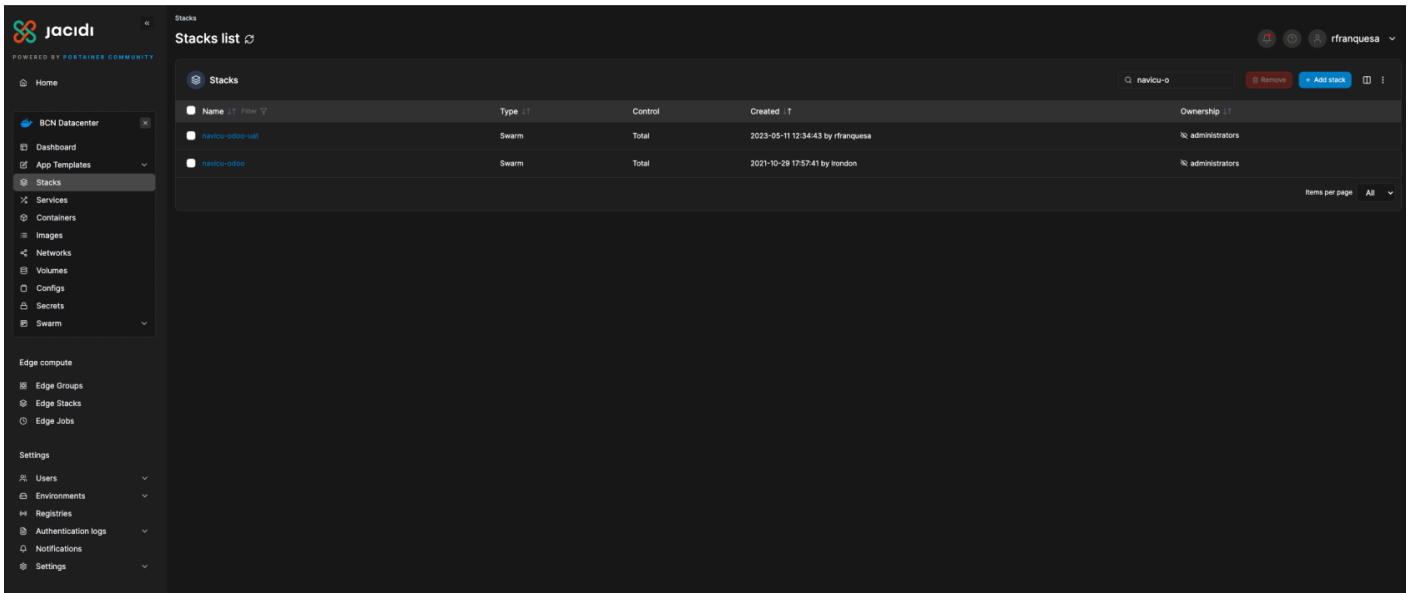 jacidi
«
POWERED BY PORTAINER COMMUNITY
Home
BCN Datacenter
Dashboard
App Templates
Stacks
Services
Containers
Images
Networks
Volumes
Configs
Secrets
Swarm
Edge compute
Edge Groups
Edge Stacks
Edge Jobs
Settings
Users
Environments
Registries
Authentication logs
Notifications
Settings
Stacks
Stacks list
rfranquesa
Stacks
navicu-o
Remove
+ Add stack
Name Filter Type Control Created Ownership
navicu-odoo-uat Swarm Total 2023-05-11 12:34:43 by rfranquesa administrators
navicu-odoo Swarm Total 2021-10-29 17:57:41 by lrondon administrators
Items per page All